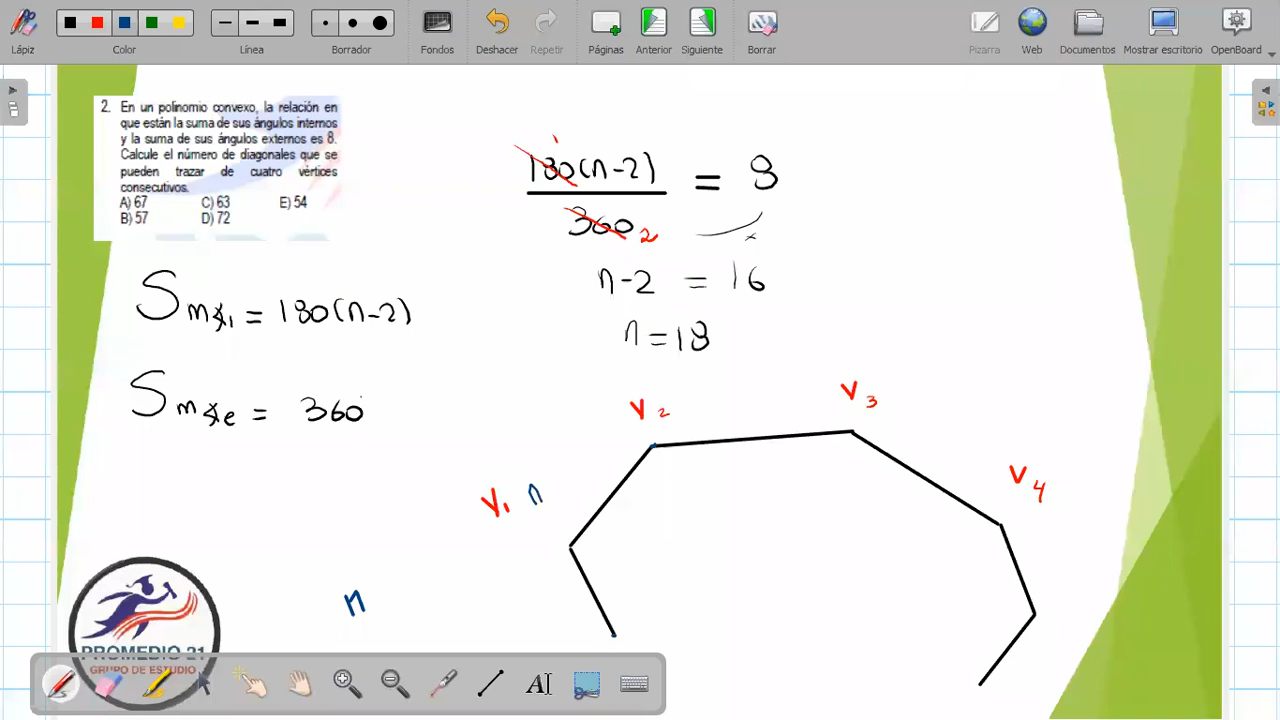 Lápiz
Color
Línea
Borrador
Fondos
Deshacer
Repetir
Páginas
Anterior
Siguiente
Borrar
Pizarra
Web
Documentos
Mostrar escritorio
OpenBoard
2. En un polinomio convexo, la relación en
que están la suma de sus ángulos internos
y la suma de sus ángulos externos es 8.
Calcule el número de diagonales que se
pueden trazar de cuatro vértices
consecutivos.
A) 67 C) 63 E) 54
B) 57 D) 72
1
180(n-2)
360 2
= 8
x
n-2 = 16
n = 18
Sm∢i = 180(n-2)
Sm∢e = 360
V1 n
V2
V3
V4
n
PROMEDIO 21
GRUPO DE ESTUDIO